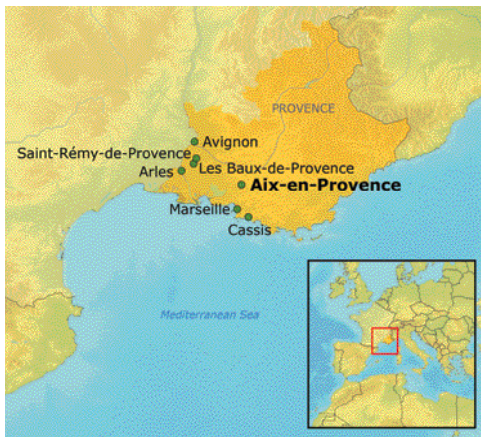 PROVENCE
Avignon
Saint-Rémy-de-Provence
Les Baux-de-Provence
Arles
Aix-en-Provence
Marseille
Cassis
Mediterranean Sea